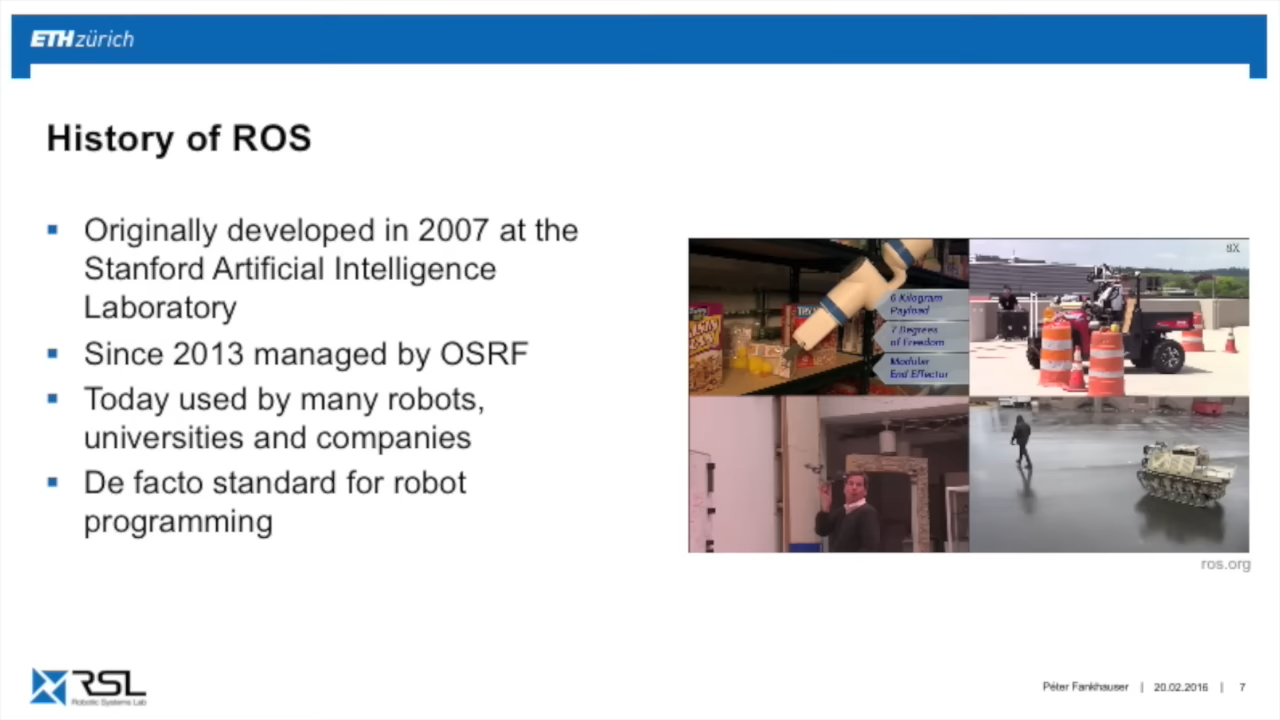 ETH zürich
History of ROS
Originally developed in 2007 at the
Stanford Artificial Intelligence
Laboratory
Since 2013 managed by OSRF
Today used by many robots,
universities and companies
De facto standard for robot
programming
6 Kilogram
Payload
7 Degrees
of Freedom
Modular
End Effector
8X
ros.org
RSL
Robotic Systems Lab
Péter Fankhauser | 20.02.2016 | 7